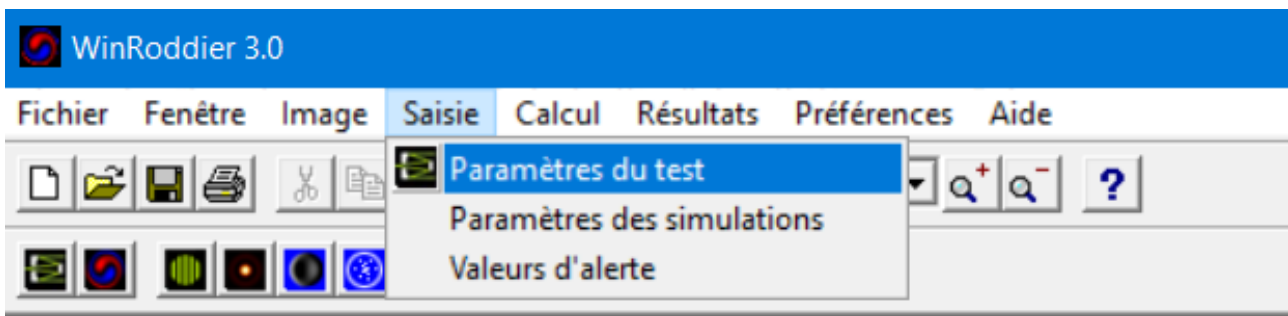 WinRoddier 3.0
Fichier Fenêtre Image Saisie Calcul Résultats Préférences Aide
Paramètres du test
Paramètres des simulations
Valeurs d'alerte